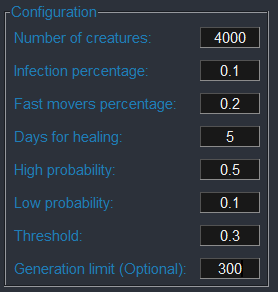 Configuration
Number of creatures: 4000
Infection percentage: 0.1
Fast movers percentage: 0.2
Days for healing: 5
High probability: 0.5
Low probability: 0.1
Threshold: 0.3
Generation limit (Optional): 300